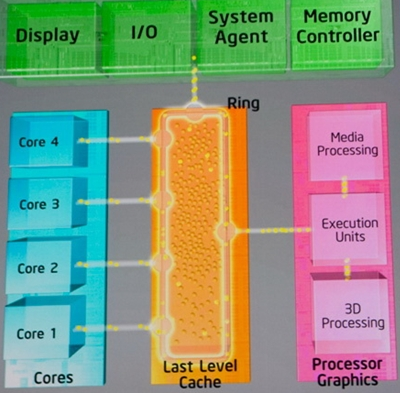 Display
I/O
System
Agent
Memory
Controller
Ring
Core 4
Core 3
Core 2
Core 1
Cores
Last Level
Cache
Media
Processing
Execution
Units
3D
Processing
Processor
Graphics